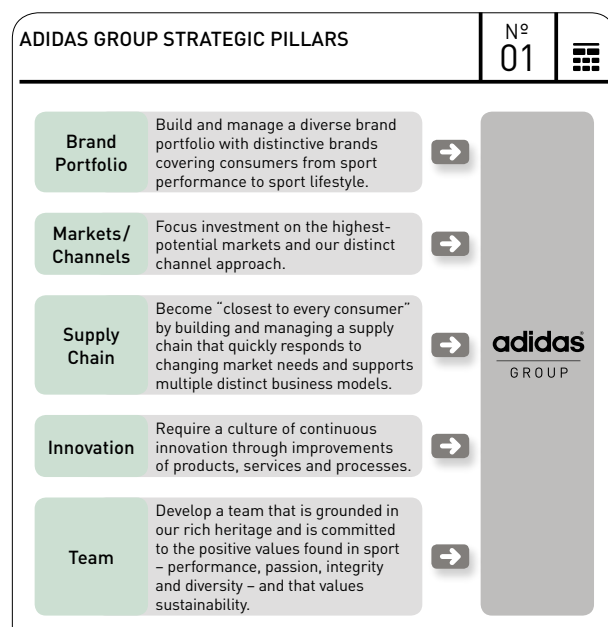 ADIDAS GROUP STRATEGIC PILLARS
Nº
01
Brand
Portfolio
Build and manage a diverse brand
portfolio with distinctive brands
covering consumers from sport
performance to sport lifestyle.
Markets/
Channels
Focus investment on the highest-
potential markets and our distinct
channel approach.
Supply
Chain
Become “closest to every consumer”
by building and managing a supply
chain that quickly responds to
changing market needs and supports
multiple distinct business models.
Innovation
Require a culture of continuous
innovation through improvements
of products, services and processes.
Team
Develop a team that is grounded in
our rich heritage and is committed
to the positive values found in sport
– performance, passion, integrity
and diversity – and that values
sustainability.
adidas®
GROUP